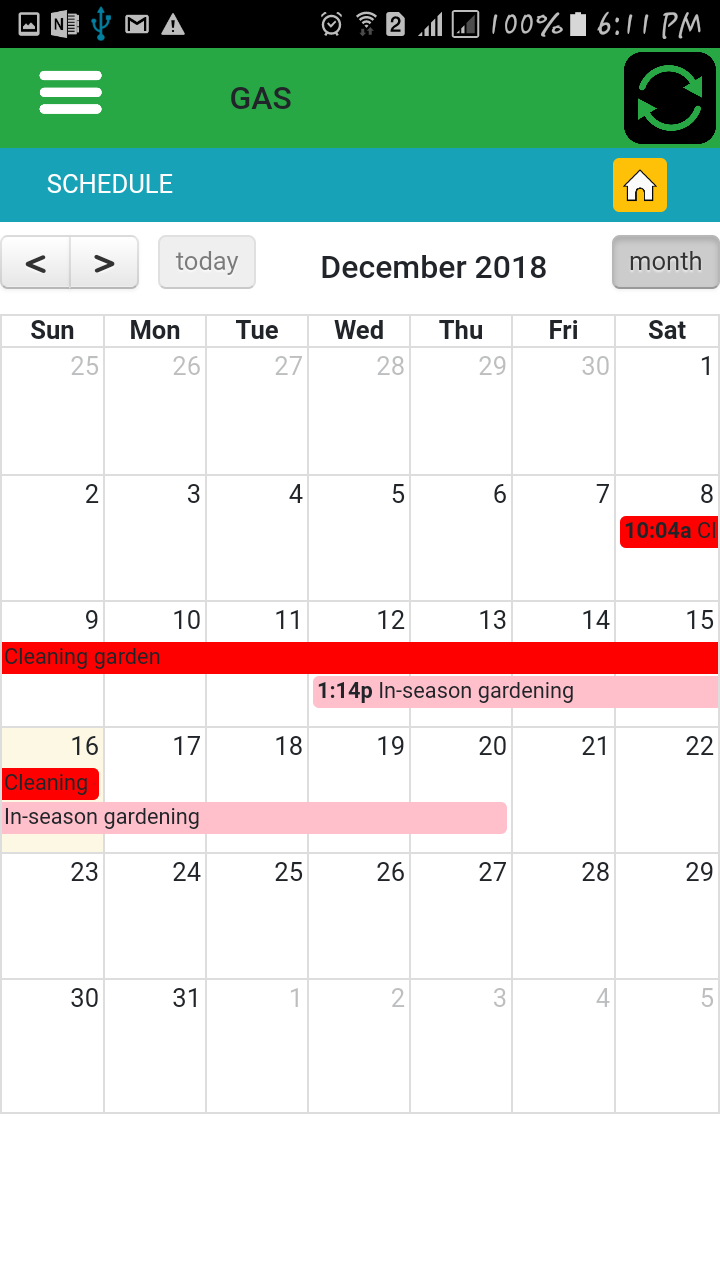 N 2 100% 6:11 PM
GAS
SCHEDULE
< > today December 2018 month
Sun Mon Tue Wed Thu Fri Sat
25 26 27 28 29 30 1
2 3 4 5 6 7 8
10:04a Cl
9 10 11 12 13 14 15
Cleaning garden
1:14p In-season gardening
16 17 18 19 20 21 22
Cleaning
In-season gardening
23 24 25 26 27 28 29
30 31 1 2 3 4 5